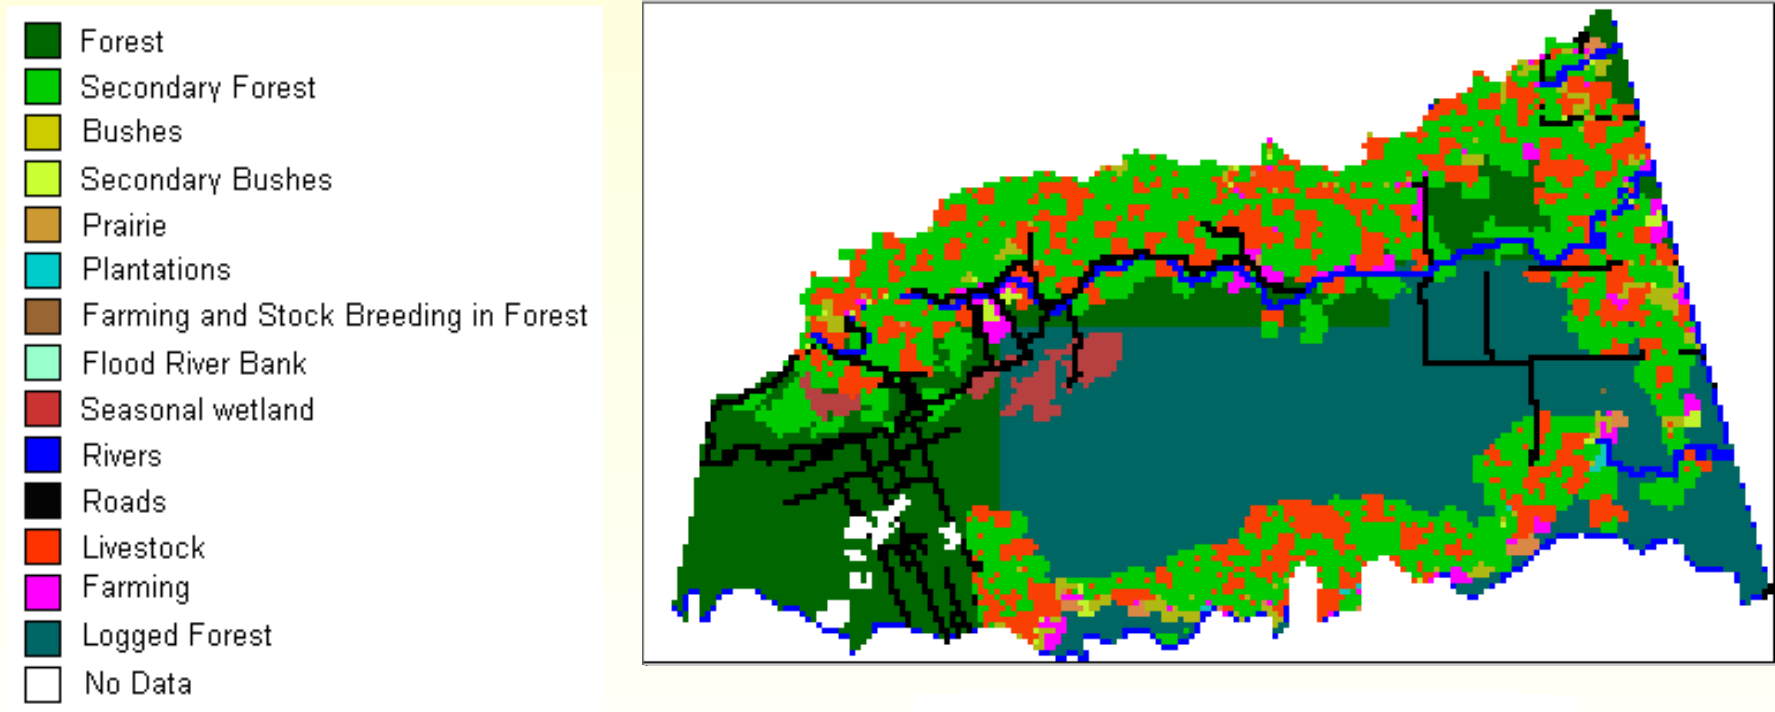 Forest
Secondary Forest
Bushes
Secondary Bushes
Prairie
Plantations
Farming and Stock Breeding in Forest
Flood River Bank
Seasonal wetland
Rivers
Roads
Livestock
Farming
Logged Forest
No Data